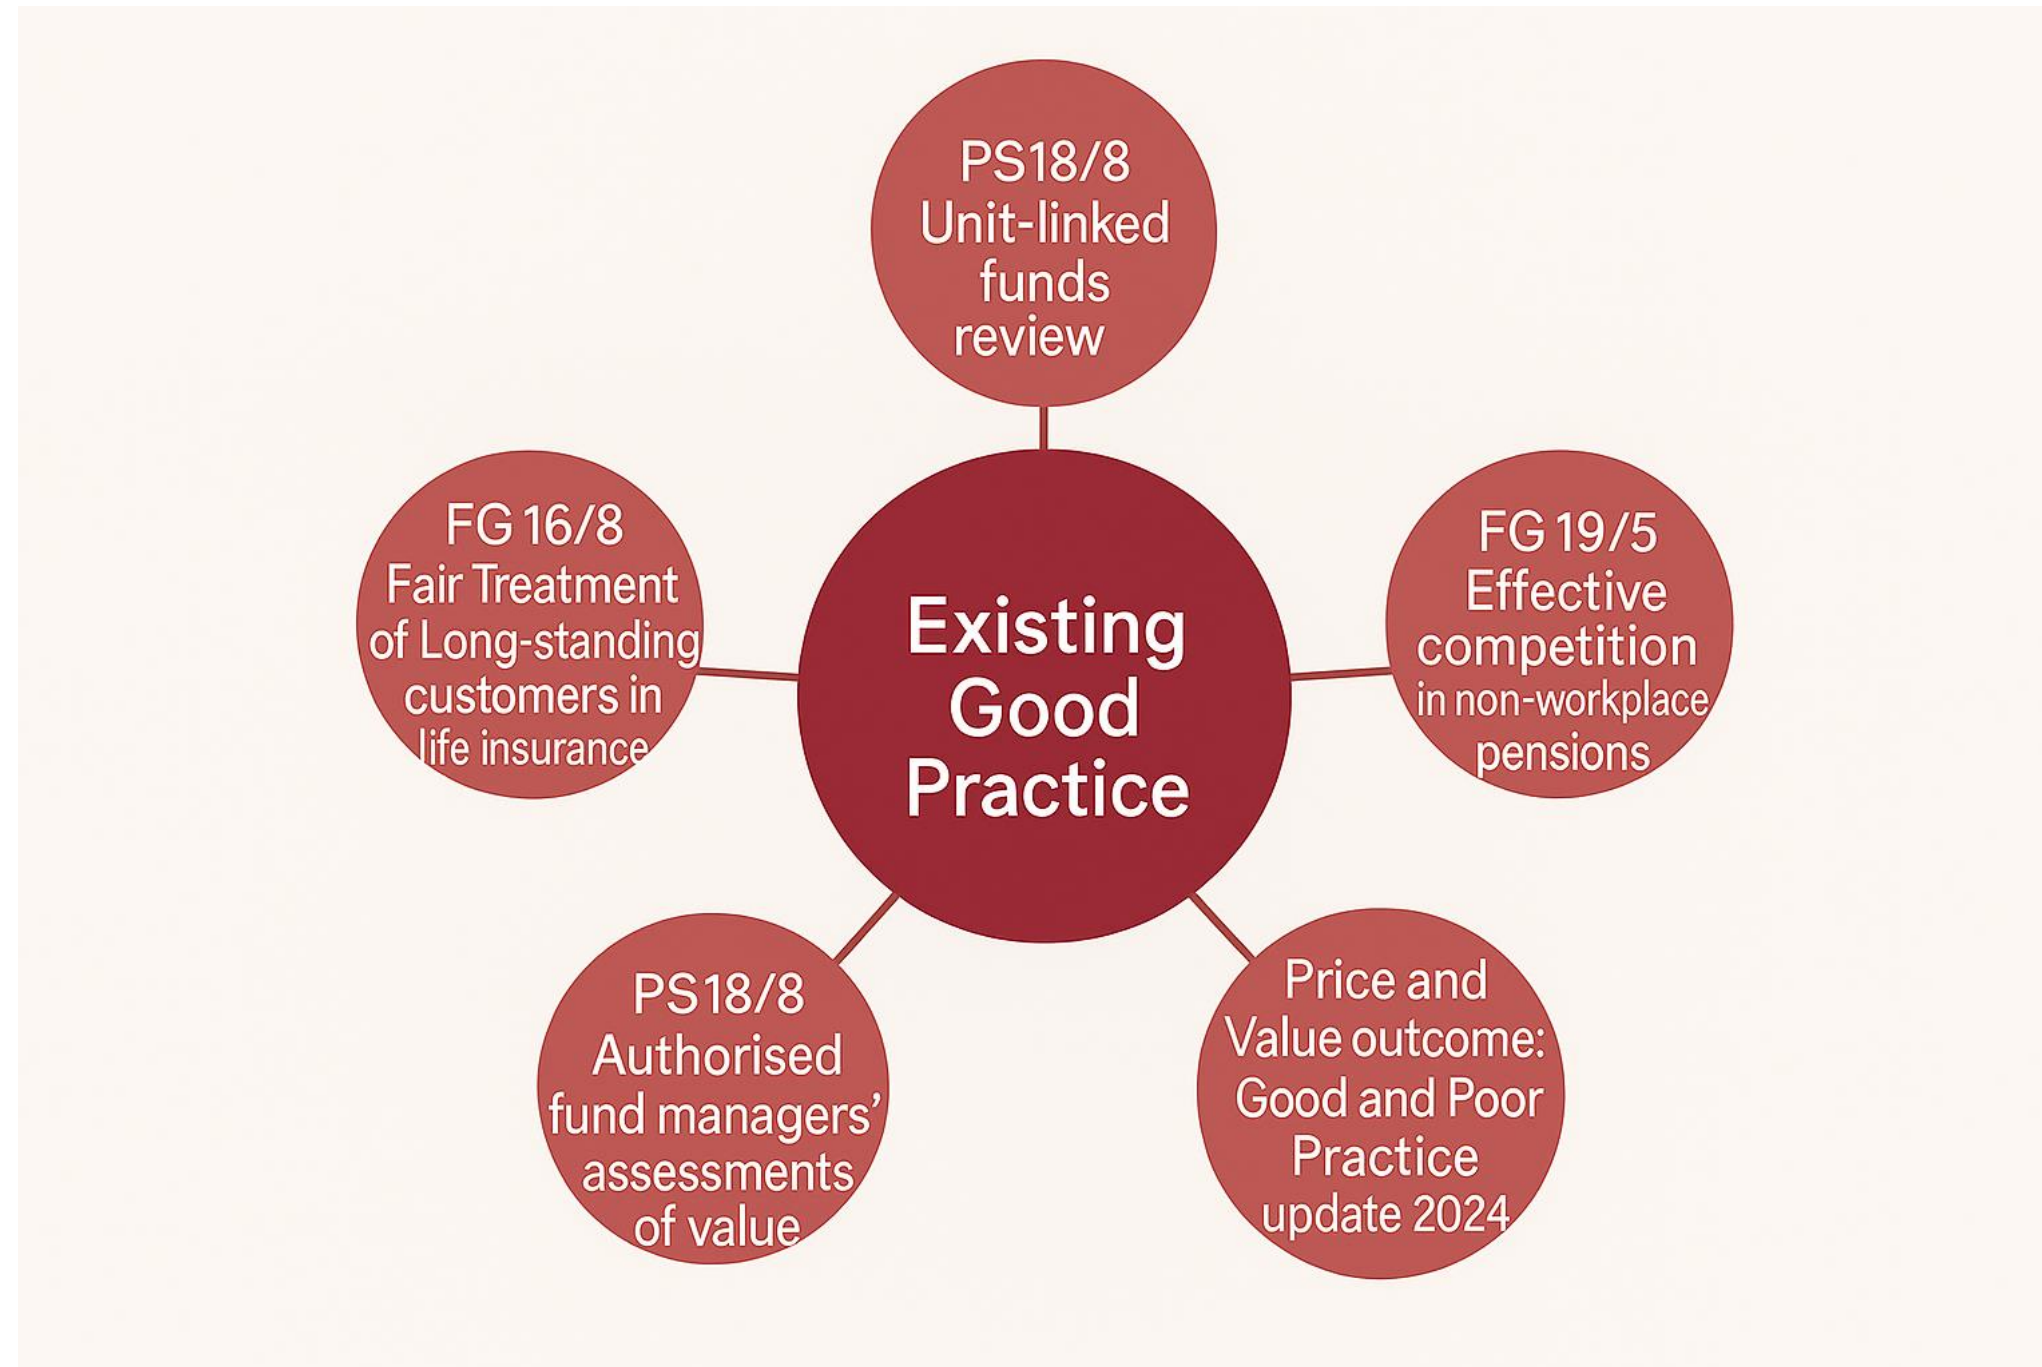 PS18/8
Unit-linked
funds
review
FG 16/8
Fair Treatment
of Long-standing
customers in
life insurance
Existing
Good
Practice
FG 19/5
Effective
competition
in non-workplace
pensions
PS18/8
Authorised
fund managers’
assessments
of value
Price and
Value outcome:
Good and Poor
Practice
update 2024